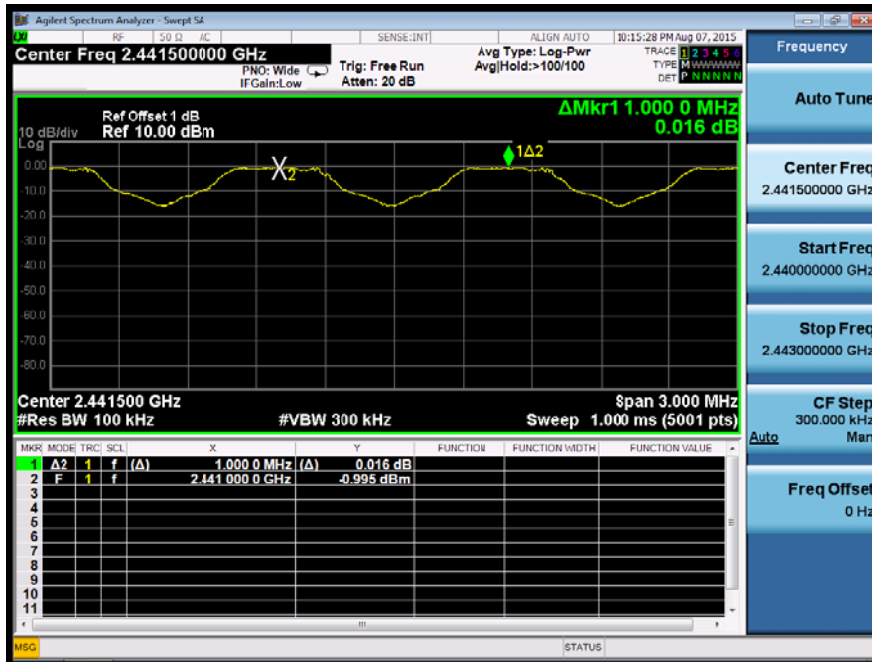 Agilent Spectrum Analyzer - Swept SA
RF 50 Ω AC SENSE:INT ALIGN AUTO 10:15:28 PM Aug 07, 2015
Center Freq 2.441500000 GHz
PNO: Wide
IFGain:Low
Trig: Free Run
Atten: 20 dB
Avg Type: Log-Pwr
Avg|Hold:>100/100
TRACE 1 2 3 4 5 6
TYPE M W W W W W
DET P N N N N N
Frequency
Auto Tune
Center Freq
2.441500000 GHz
Start Freq
2.440000000 GHz
Stop Freq
2.443000000 GHz
CF Step
300.000 kHz
Auto Man
Freq Offset
0 Hz
ΔMkr1 1.000 0 MHz
0.016 dB
Ref Offset 1 dB
10 dB/div Ref 10.00 dBm
Log
0.00
-10.0
-20.0
-30.0
-40.0
-50.0
-60.0
-70.0
-80.0
X2
1Δ2
Center 2.441500 GHz Span 3.000 MHz
#Res BW 100 kHz #VBW 300 kHz Sweep 1.000 ms (5001 pts)
MKR MODE TRC SCL X Y FUNCTION FUNCTION WIDTH FUNCTION VALUE
1 Δ2 1 f (Δ) 1.000 0 MHz (Δ) 0.016 dB
2 F 1 f 2.441 000 0 GHz -0.995 dBm
3
4
5
6
7
8
9
10
11
MSG STATUS